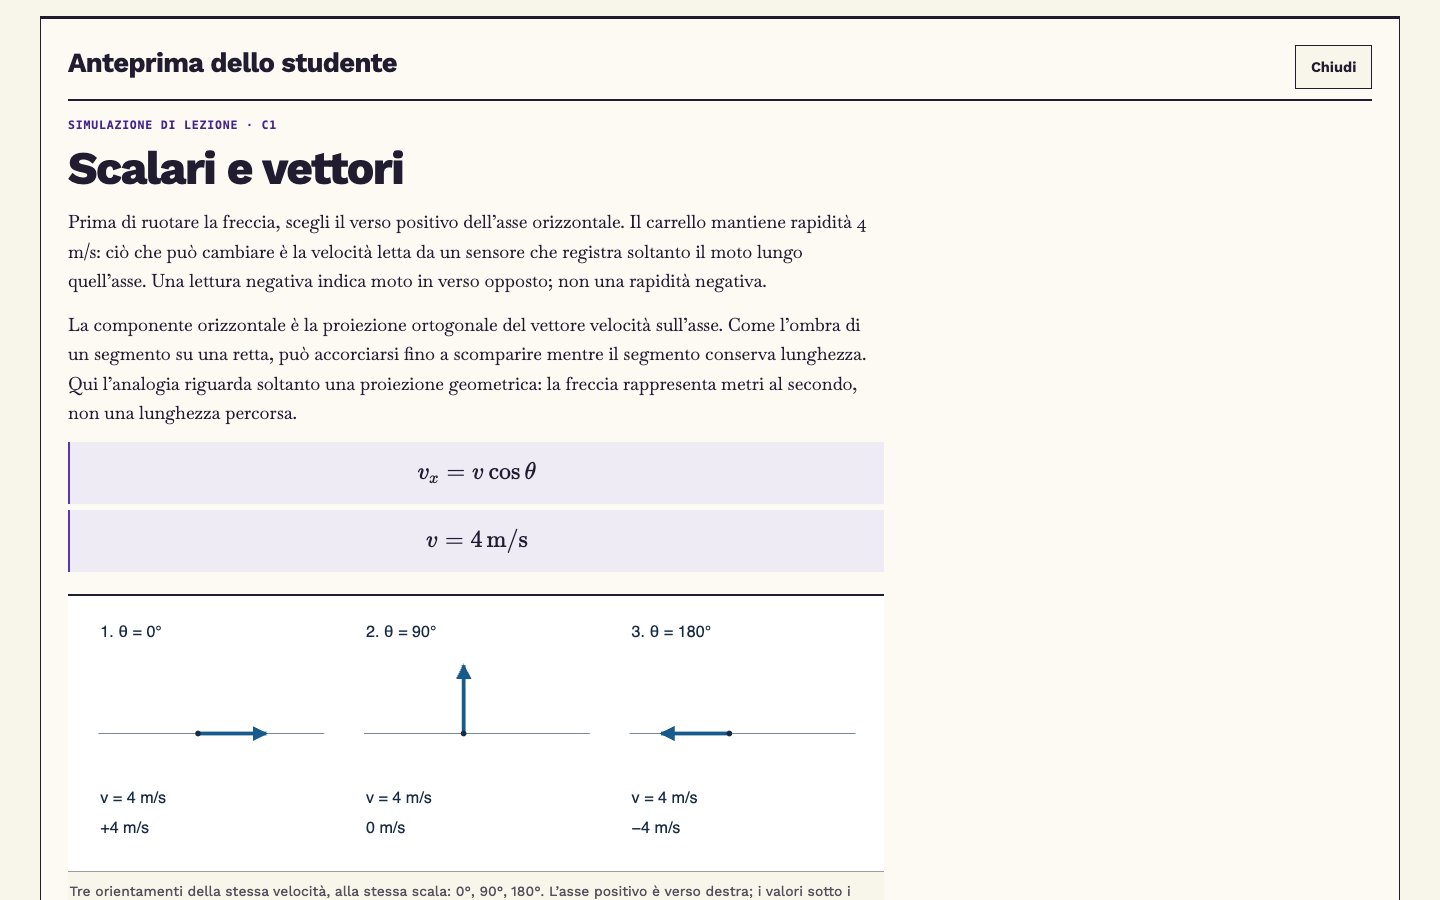 Anteprima dello studente
Chiudi
SIMULAZIONE DI LEZIONE · C1
Scalari e vettori
Prima di ruotare la freccia, scegli il verso positivo dell’asse orizzontale. Il carrello mantiene rapidità 4
m/s: ciò che può cambiare è la velocità letta da un sensore che registra soltanto il moto lungo
quell’asse. Una lettura negativa indica moto in verso opposto; non una rapidità negativa.
La componente orizzontale è la proiezione ortogonale del vettore velocità sull’asse. Come l’ombra di
un segmento su una retta, può accorciarsi fino a scomparire mentre il segmento conserva lunghezza.
Qui l’analogia riguarda soltanto una proiezione geometrica: la freccia rappresenta metri al secondo,
non una lunghezza percorsa.
vₓ = v cos θ
v = 4 m/s
1. θ = 0°
2. θ = 90°
3. θ = 180°
v = 4 m/s
v = 4 m/s
v = 4 m/s
+4 m/s
0 m/s
−4 m/s
Tre orientamenti della stessa velocità, alla stessa scala: 0°, 90°, 180°. L’asse positivo è verso destra; i valori sotto i